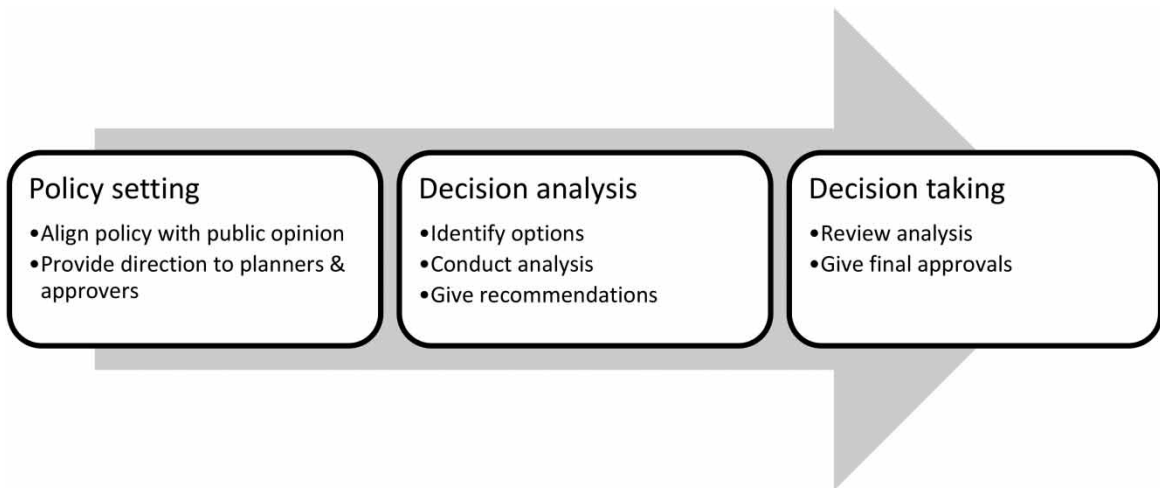 Policy setting
•Align policy with public opinion
•Provide direction to planners &
approvers
Decision analysis
•Identify options
•Conduct analysis
•Give recommendations
Decision taking
•Review analysis
•Give final approvals